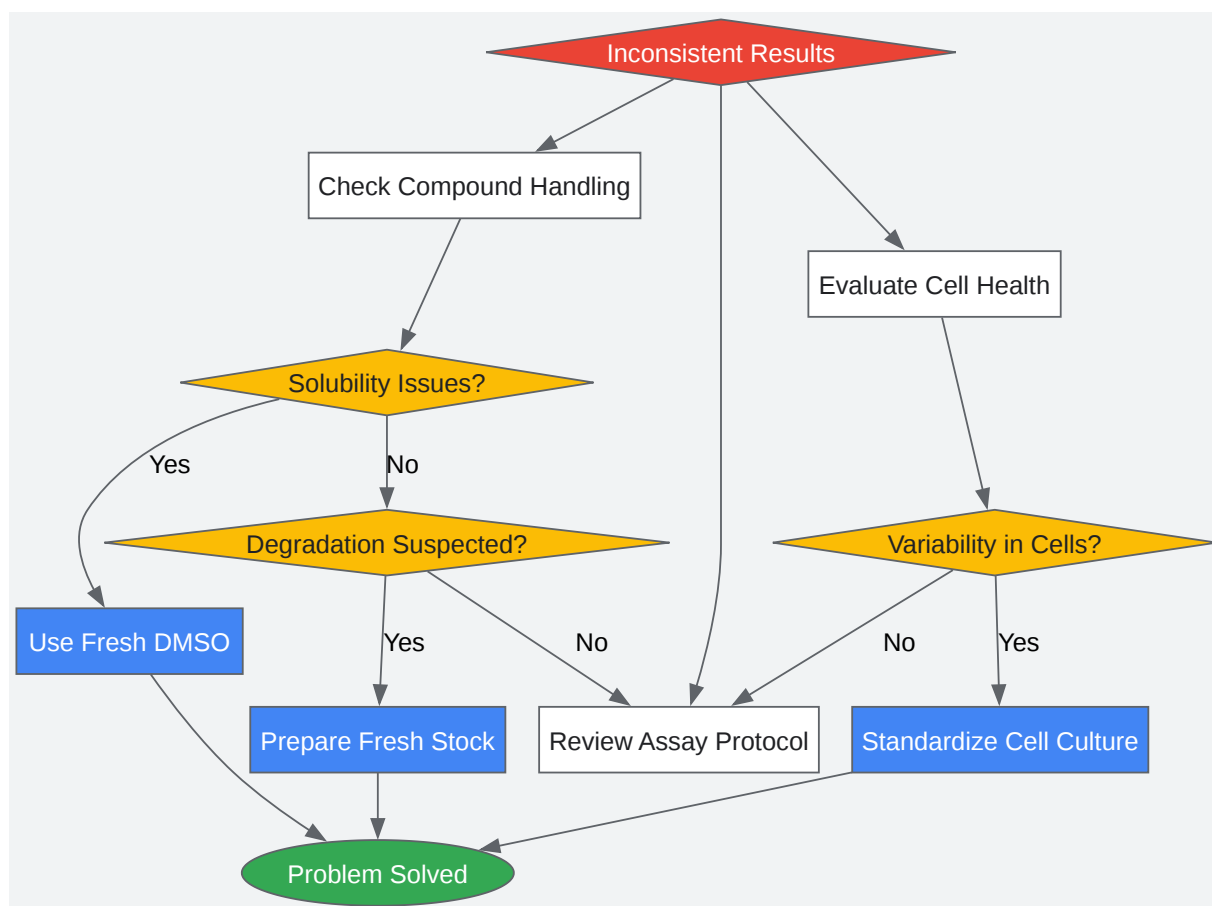 Inconsistent Results
Check Compound Handling
Evaluate Cell Health
Solubility Issues?
Yes
No
Degradation Suspected?
Variability in Cells?
Use Fresh DMSO
Yes
No
No
Yes
Prepare Fresh Stock
Review Assay Protocol
Standardize Cell Culture
Problem Solved